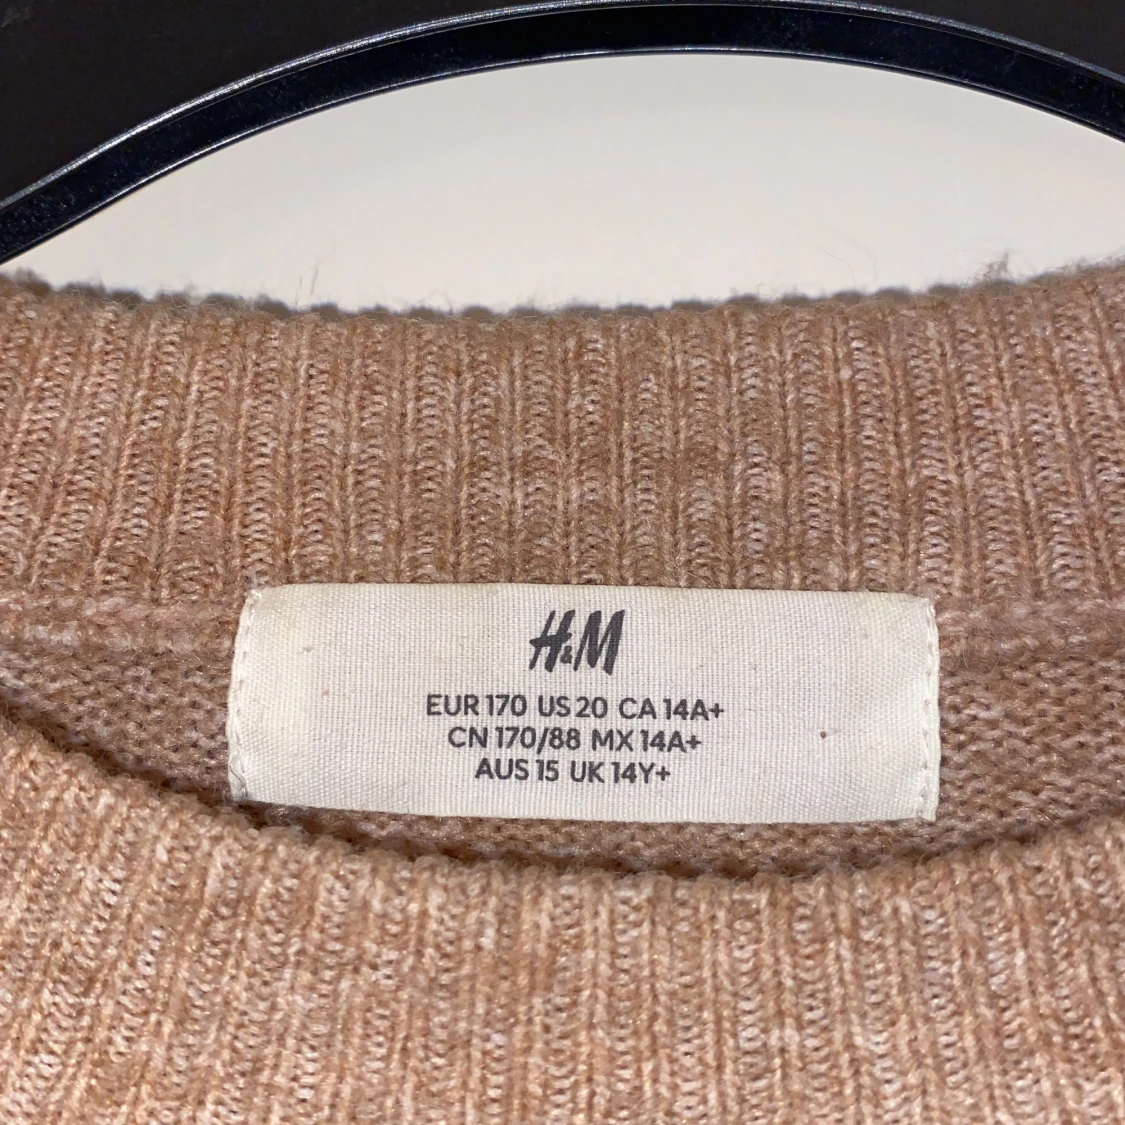 H&M
EUR 170 US 20 CA 14A+
CN 170/88 MX 14A+
AUS 15 UK 14Y+